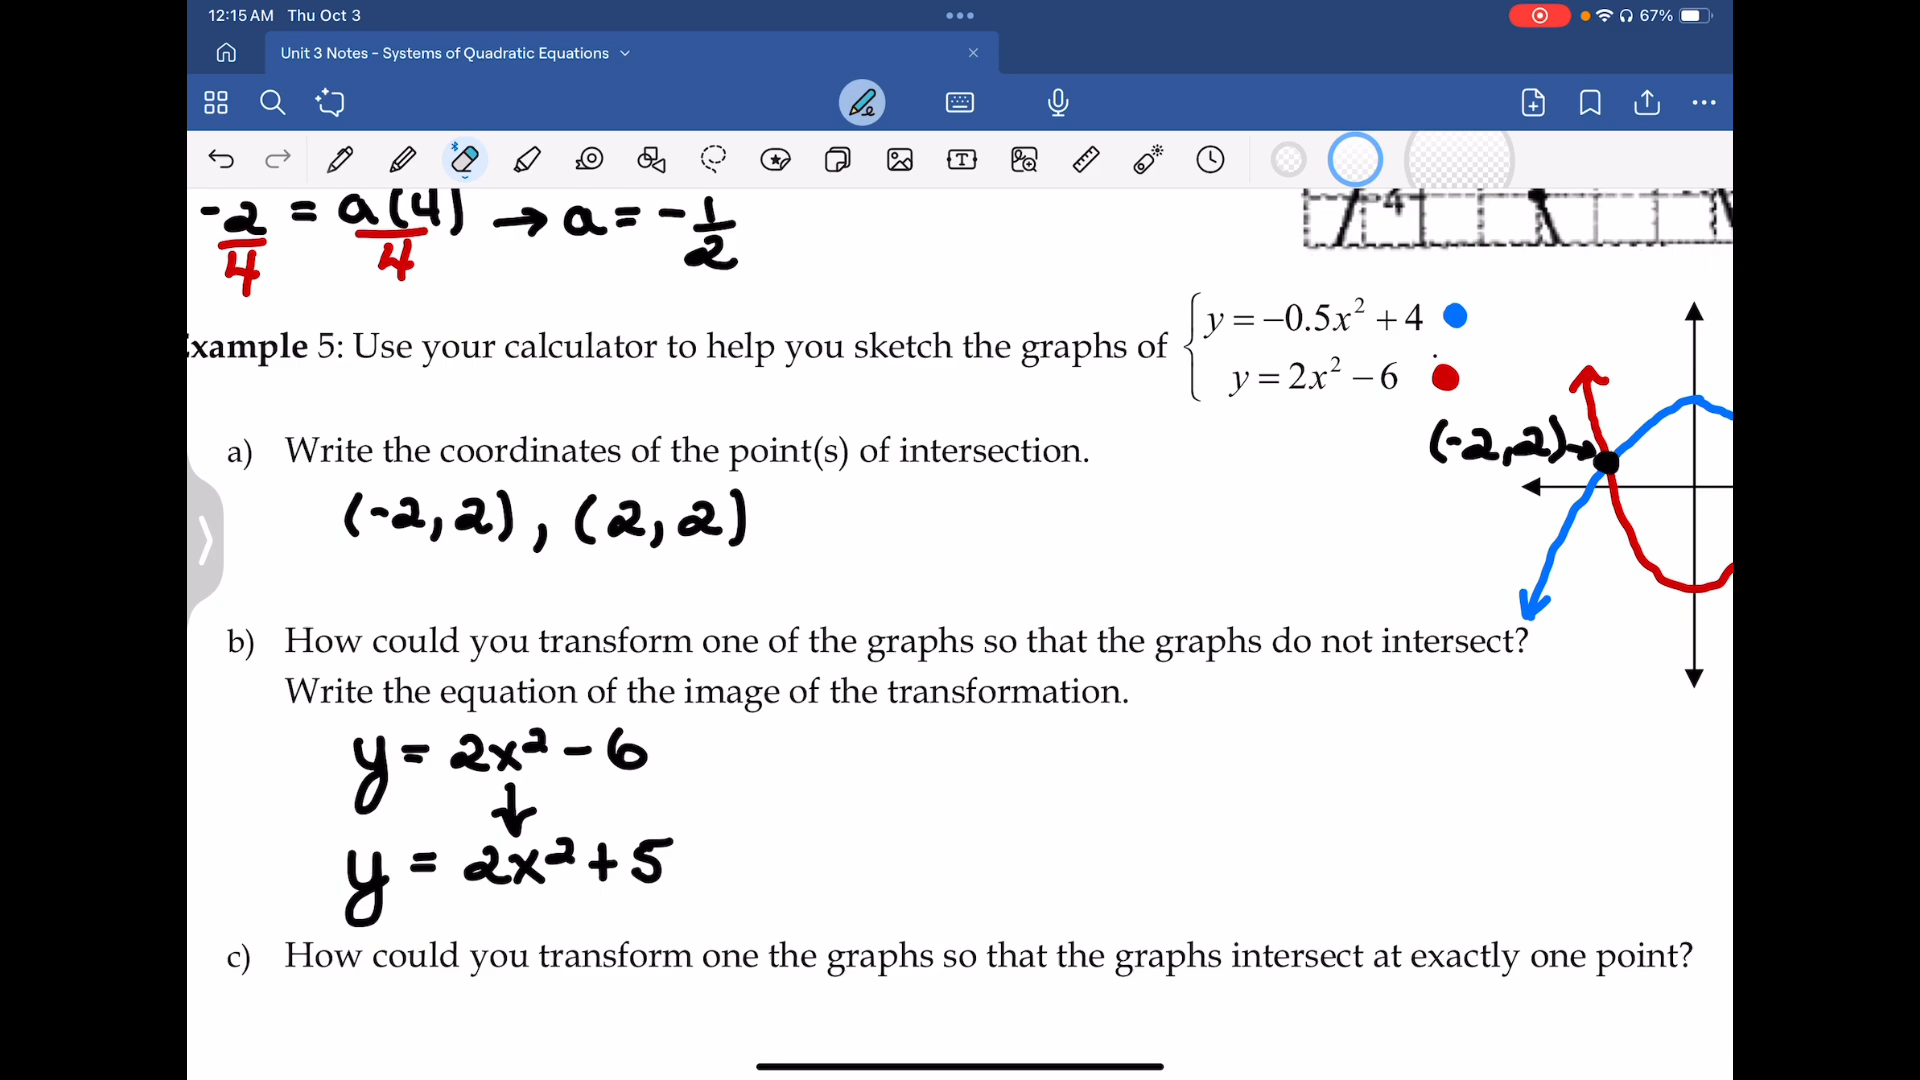 12:15 AM Thu Oct 3
67%
Unit 3 Notes - Systems of Quadratic Equations
-2/4 = a(4)/4 → a = -1/2
-4
xample 5: Use your calculator to help you sketch the graphs of { y = −0.5x² + 4
y = 2x² − 6
(-2,2)→
a) Write the coordinates of the point(s) of intersection.
(-2,2), (2,2)
b) How could you transform one of the graphs so that the graphs do not intersect?
Write the equation of the image of the transformation.
y = 2x² - 6
↓
y = 2x² + 5
c) How could you transform one the graphs so that the graphs intersect at exactly one point?